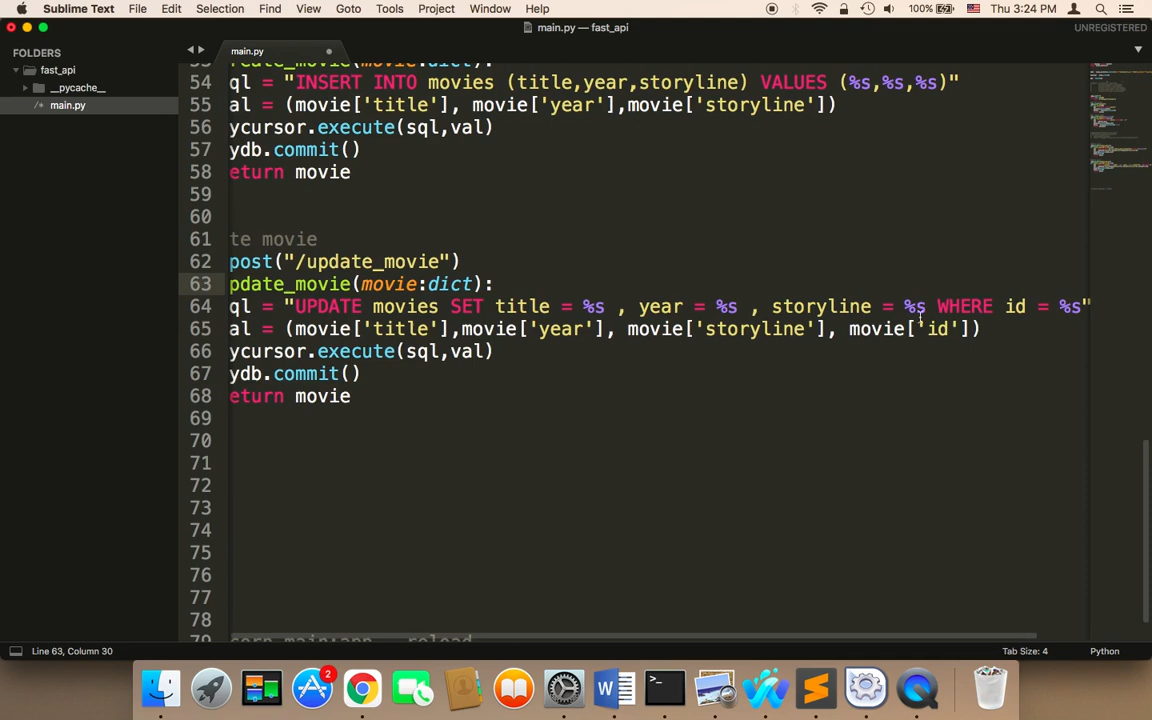 Sublime Text File Edit Selection Find View Goto Tools Project Window Help 100% Thu 3:24 PM
main.py — fast_api UNREGISTERED
FOLDERS
fast_api
__pycache__
/* main.py
main.py
54 ql = "INSERT INTO movies (title,year,storyline) VALUES (%s,%s,%s)"
55 al = (movie['title'], movie['year'],movie['storyline'])
56 ycursor.execute(sql,val)
57 ydb.commit()
58 eturn movie
59
60
61 te movie
62 post("/update_movie")
63 pdate_movie(movie:dict):
64 ql = "UPDATE movies SET title = %s , year = %s , storyline = %s WHERE id = %s"
65 al = (movie['title'],movie['year'], movie['storyline'], movie['id'])
66 ycursor.execute(sql,val)
67 ydb.commit()
68 eturn movie
69
70
71
72
73
74
75
76
77
78
Line 63, Column 30 Tab Size: 4 Python
2